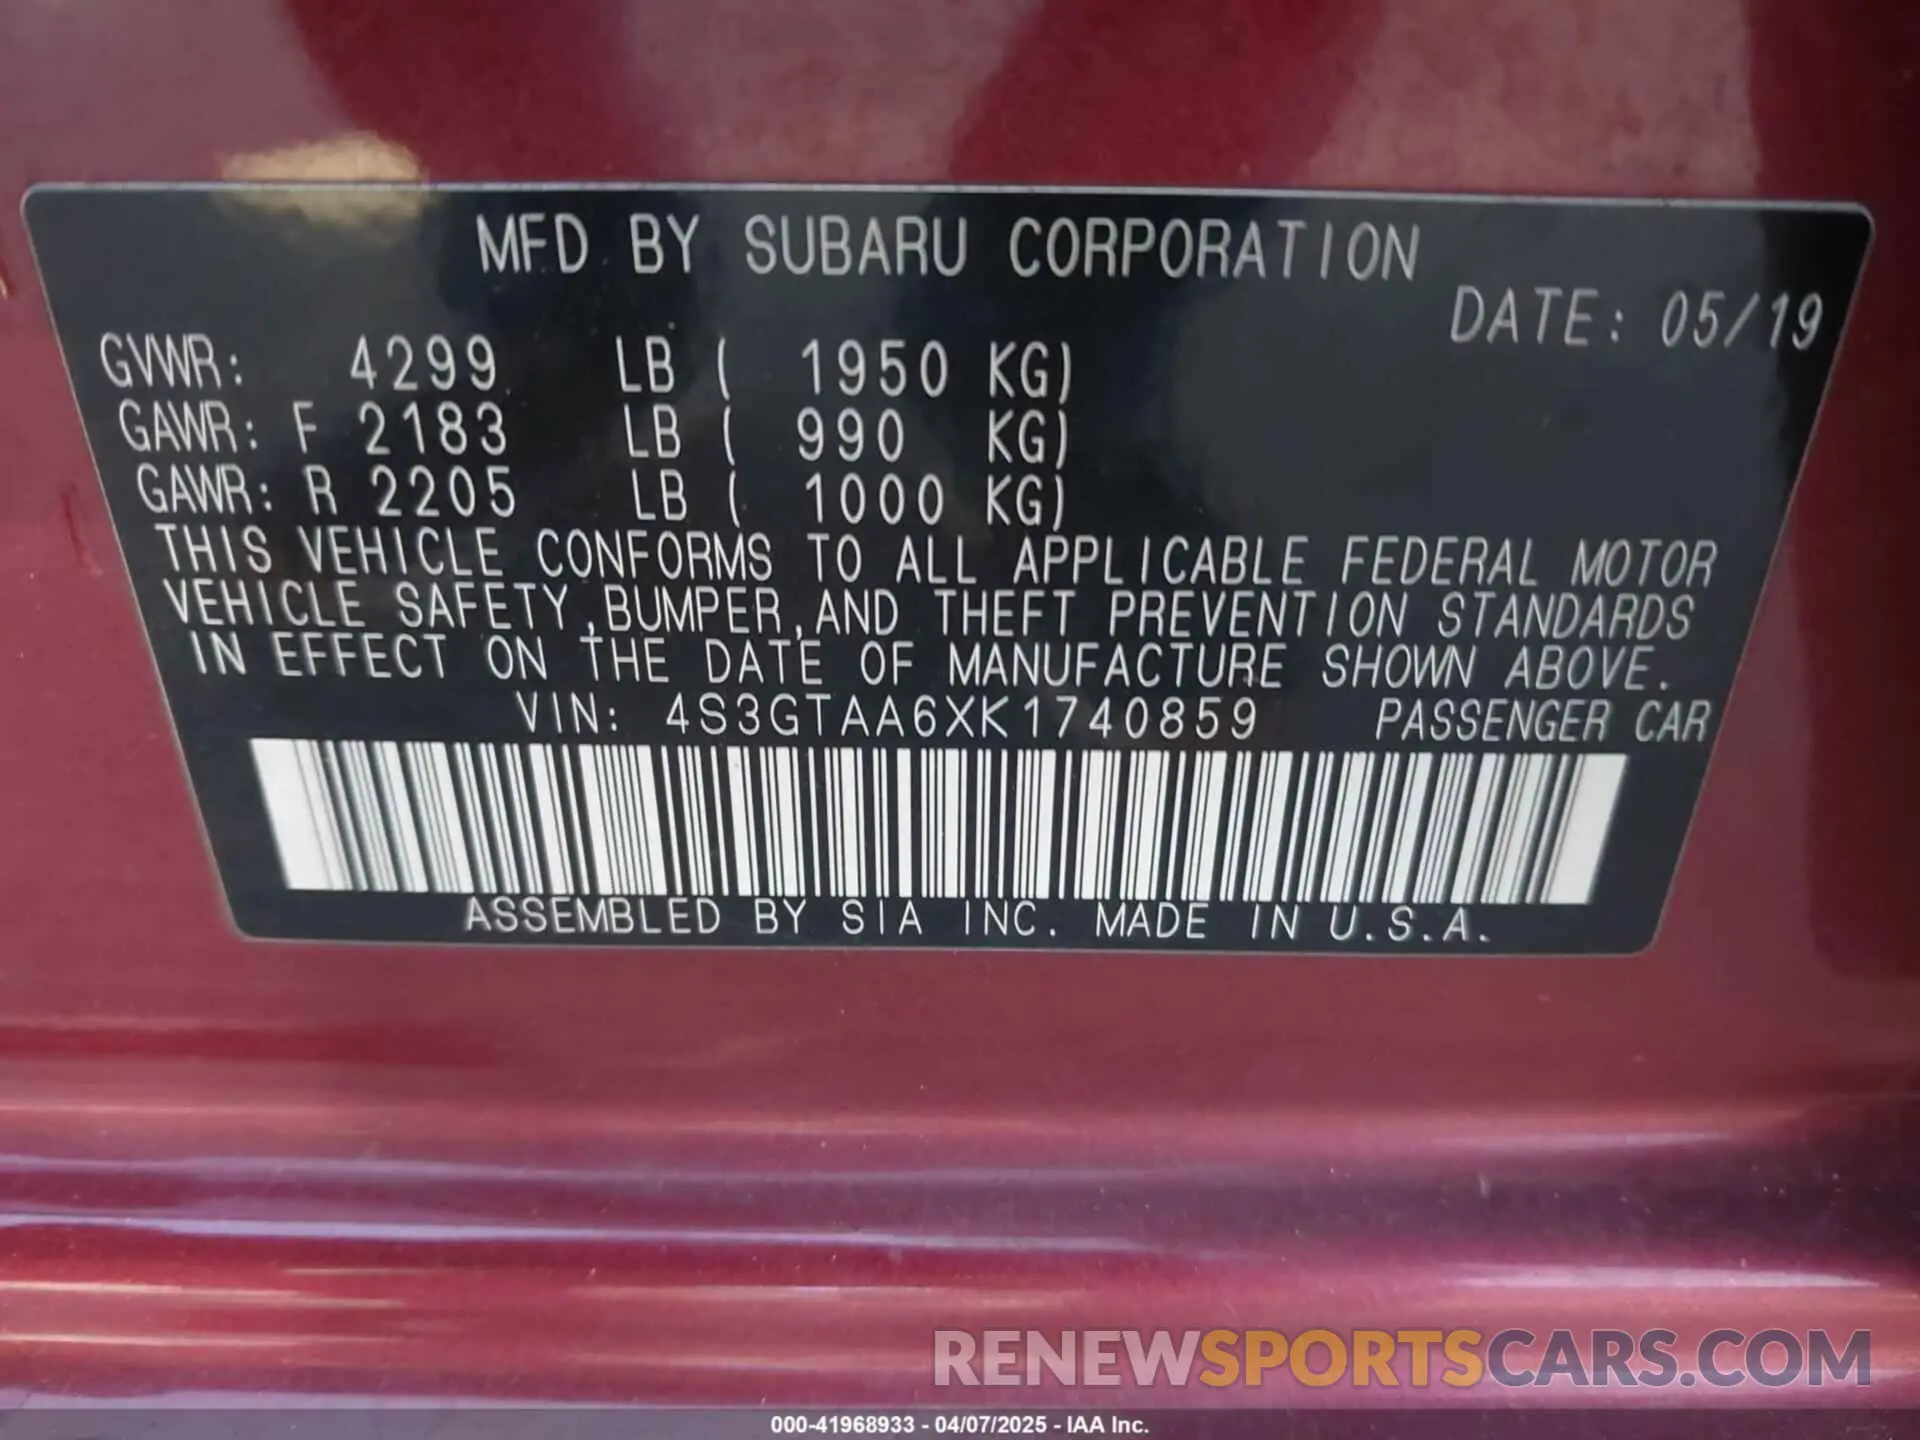 MFD BY SUBARU CORPORATION
DATE: 05/19
GVWR: 4299 LB ( 1950 KG)
GAWR: F 2183 LB ( 990 KG)
GAWR: R 2205 LB ( 1000 KG)
THIS VEHICLE CONFORMS TO ALL APPLICABLE FEDERAL MOTOR
VEHICLE SAFETY,BUMPER,AND THEFT PREVENTION STANDARDS
IN EFFECT ON THE DATE OF MANUFACTURE SHOWN ABOVE.
VIN: 4S3GTAA6XK1740859 PASSENGER CAR
ASSEMBLED BY SIA INC. MADE IN U.S.A.
RENEWSPORTSCARS.COM
000-41968933 - 04/07/2025 - IAA Inc.